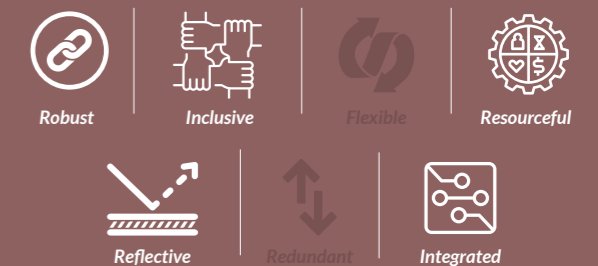 Robust
Inclusive
Flexible
Resourceful
$
Reflective
Redundant
Integrated